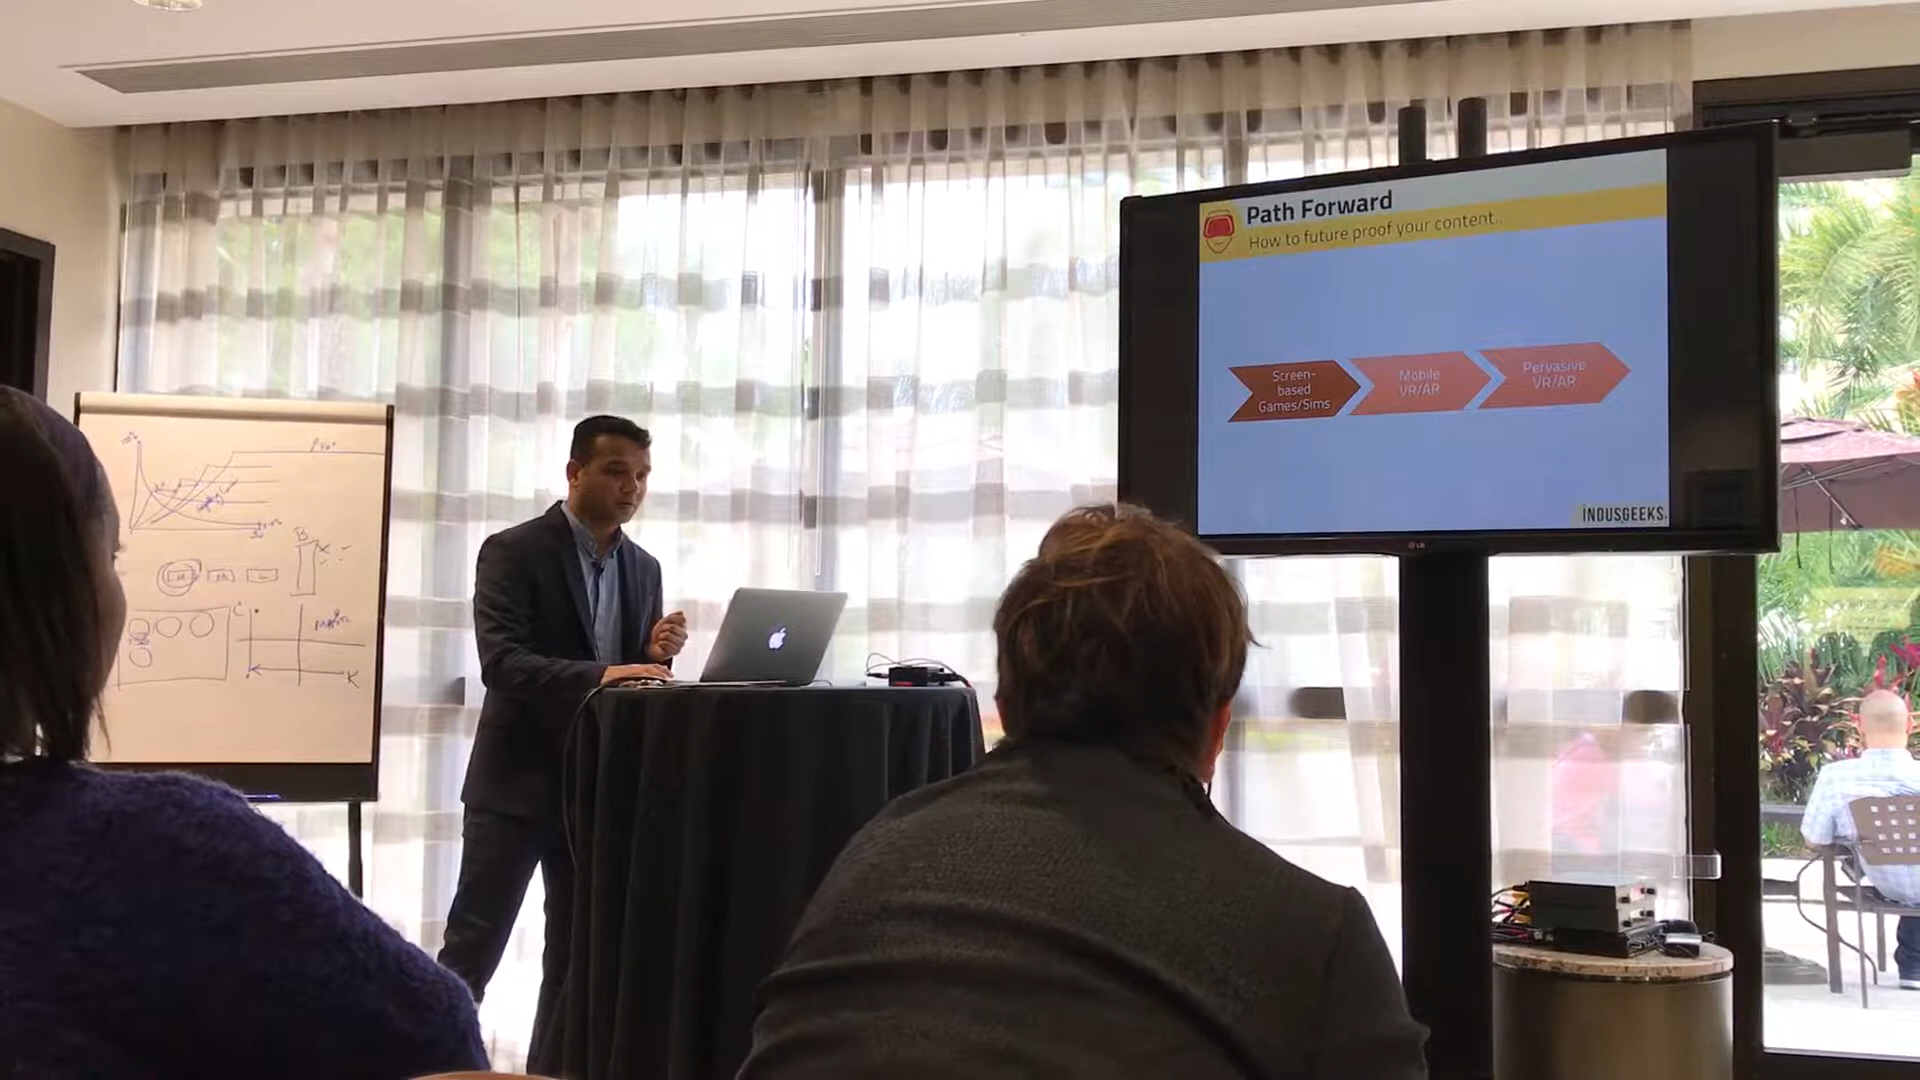 Path Forward
How to future proof your content..
Screen-
based
Games/Sims
Mobile
VR/AR
Pervasive
VR/AR
INDUSGEEKS
LG
100%
B
C
K